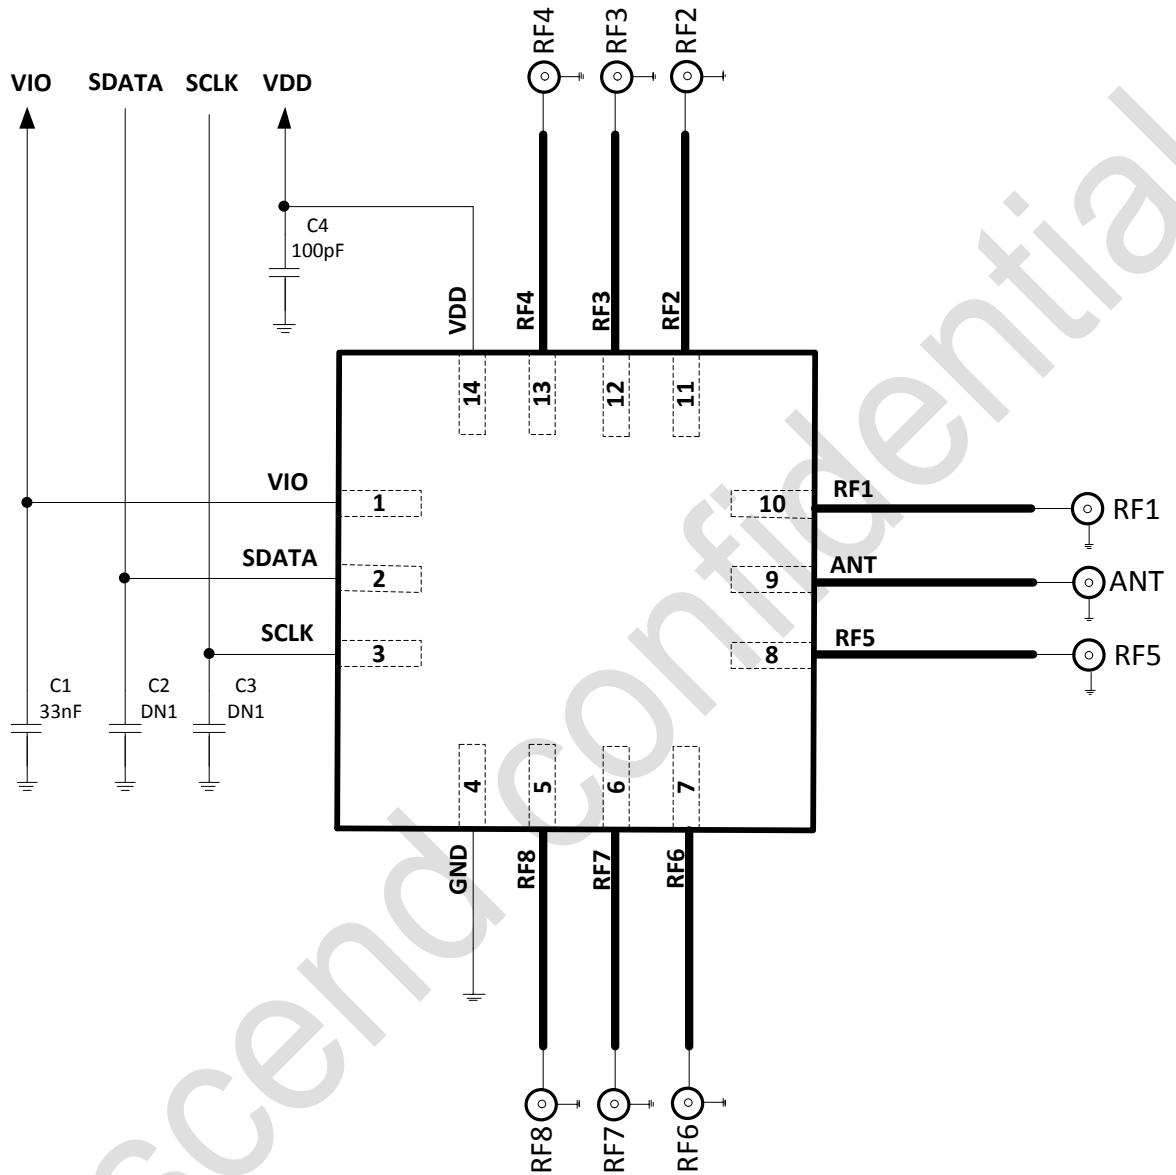 RF4 RF3 RF2
VIO SDATA SCLK VDD
C4
100pF
VDD RF4 RF3 RF2
14 13 12 11
VIO 1
10 RF1 RF1
SDATA 2
9 ANT ANT
SCLK 3
8 RF5 RF5
C1 C2 C3
33nF DN1 DN1
4 5 6 7
GND RF8 RF7 RF6
RF8 RF7 RF6
scend confidential